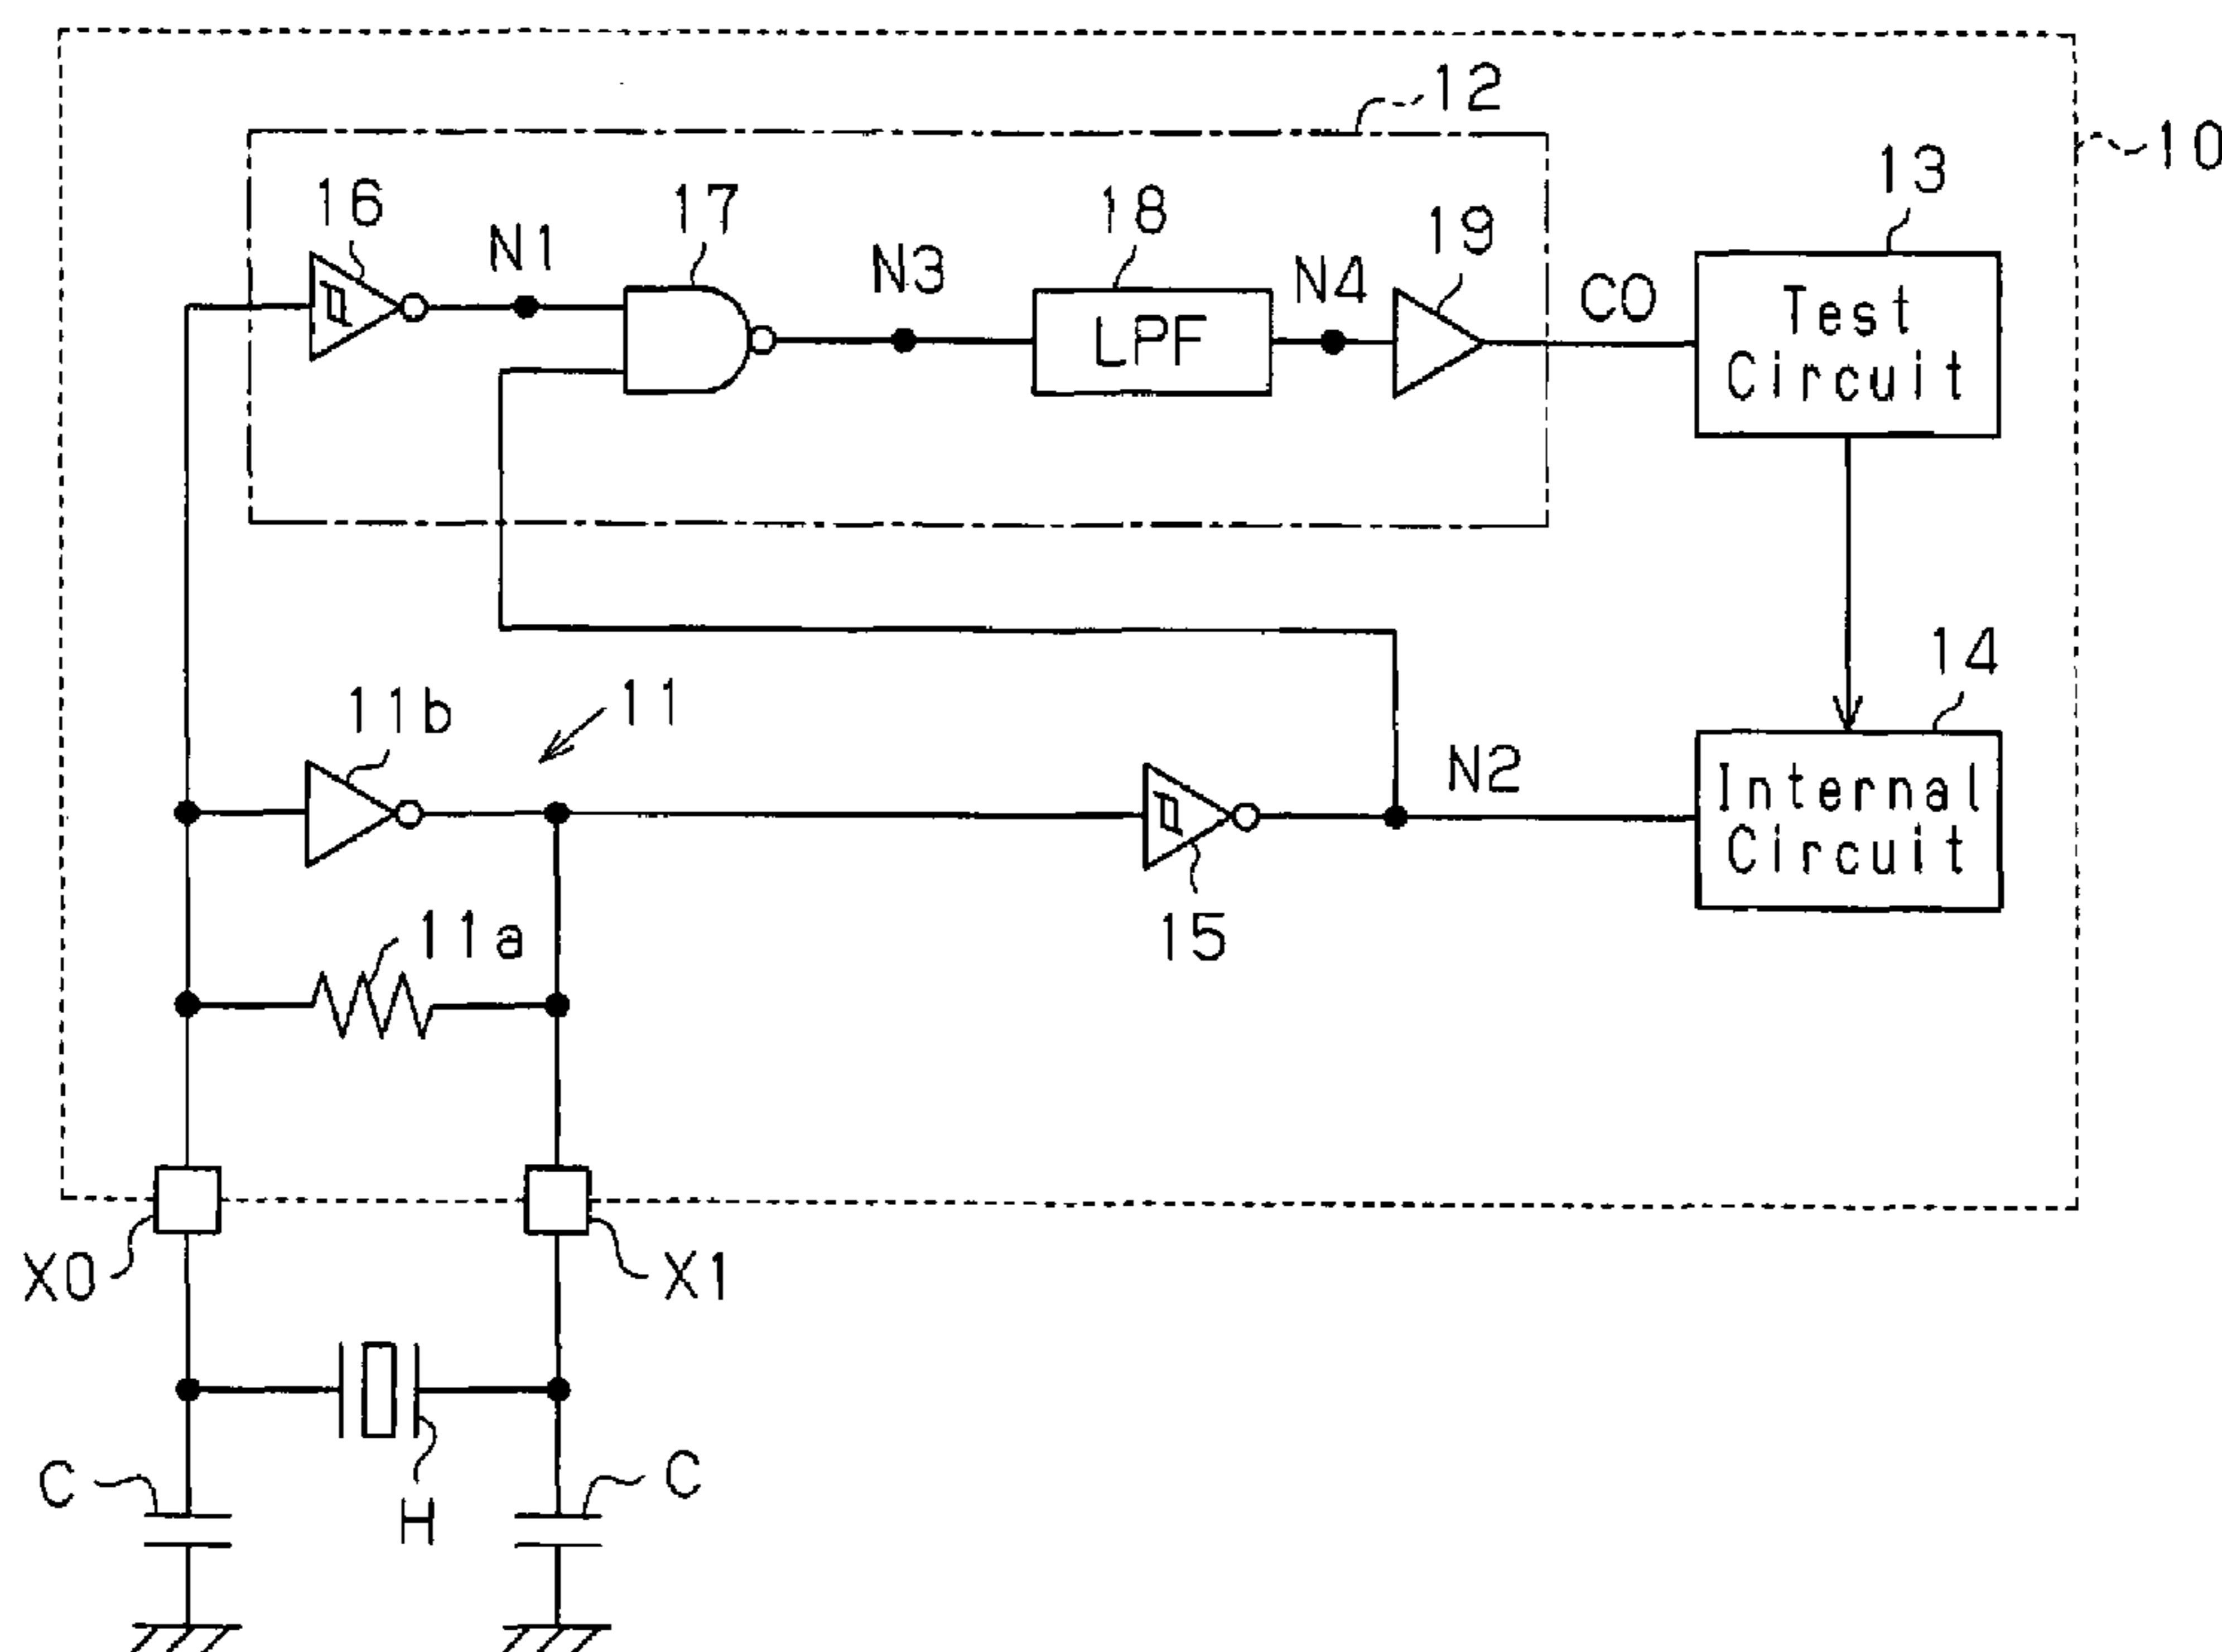 12
10
13
16
17
18
19
N1
N3
N4
CO
Test
Circuit
LPF
14
11b
11
N2
Internal
Circuit
11a
15
X0
X1
C
H
C